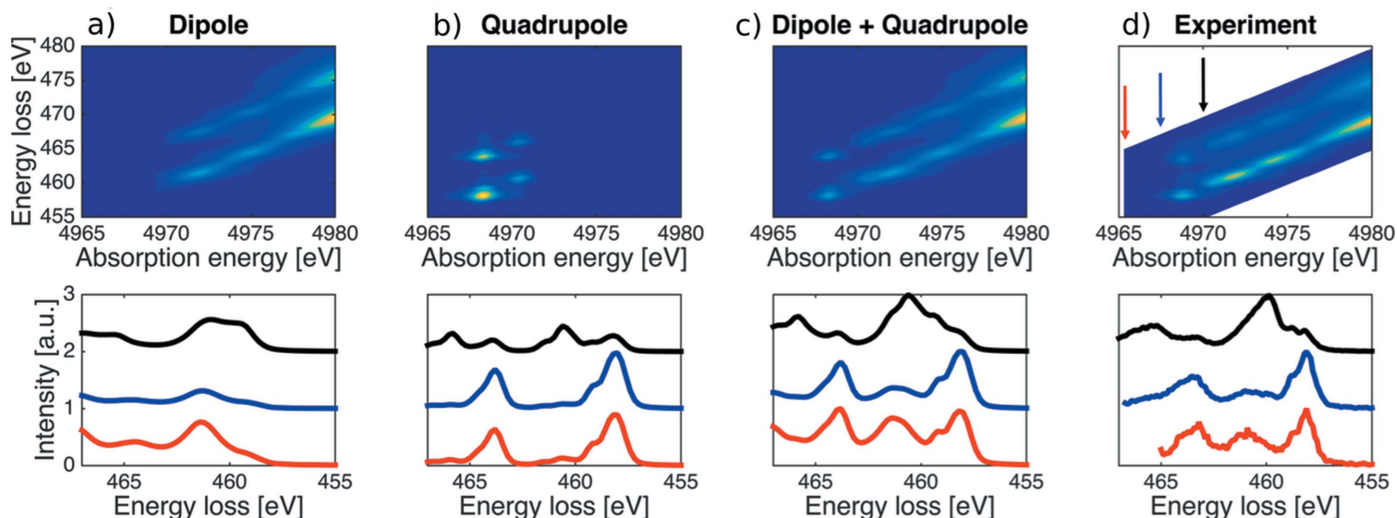 a) Dipole
b) Quadrupole
c) Dipole + Quadrupole
d) Experiment
Energy loss [eV]
480
475
470
465
460
455
4965 4970 4975 4980
Absorption energy [eV]
4965 4970 4975 4980
Absorption energy [eV]
4965 4970 4975 4980
Absorption energy [eV]
4965 4970 4975 4980
Absorption energy [eV]
Intensity [a.u.]
3
2
1
0
465 460 455
Energy loss [eV]
465 460 455
Energy loss [eV]
465 460 455
Energy loss [eV]
465 460 455
Energy loss [eV]